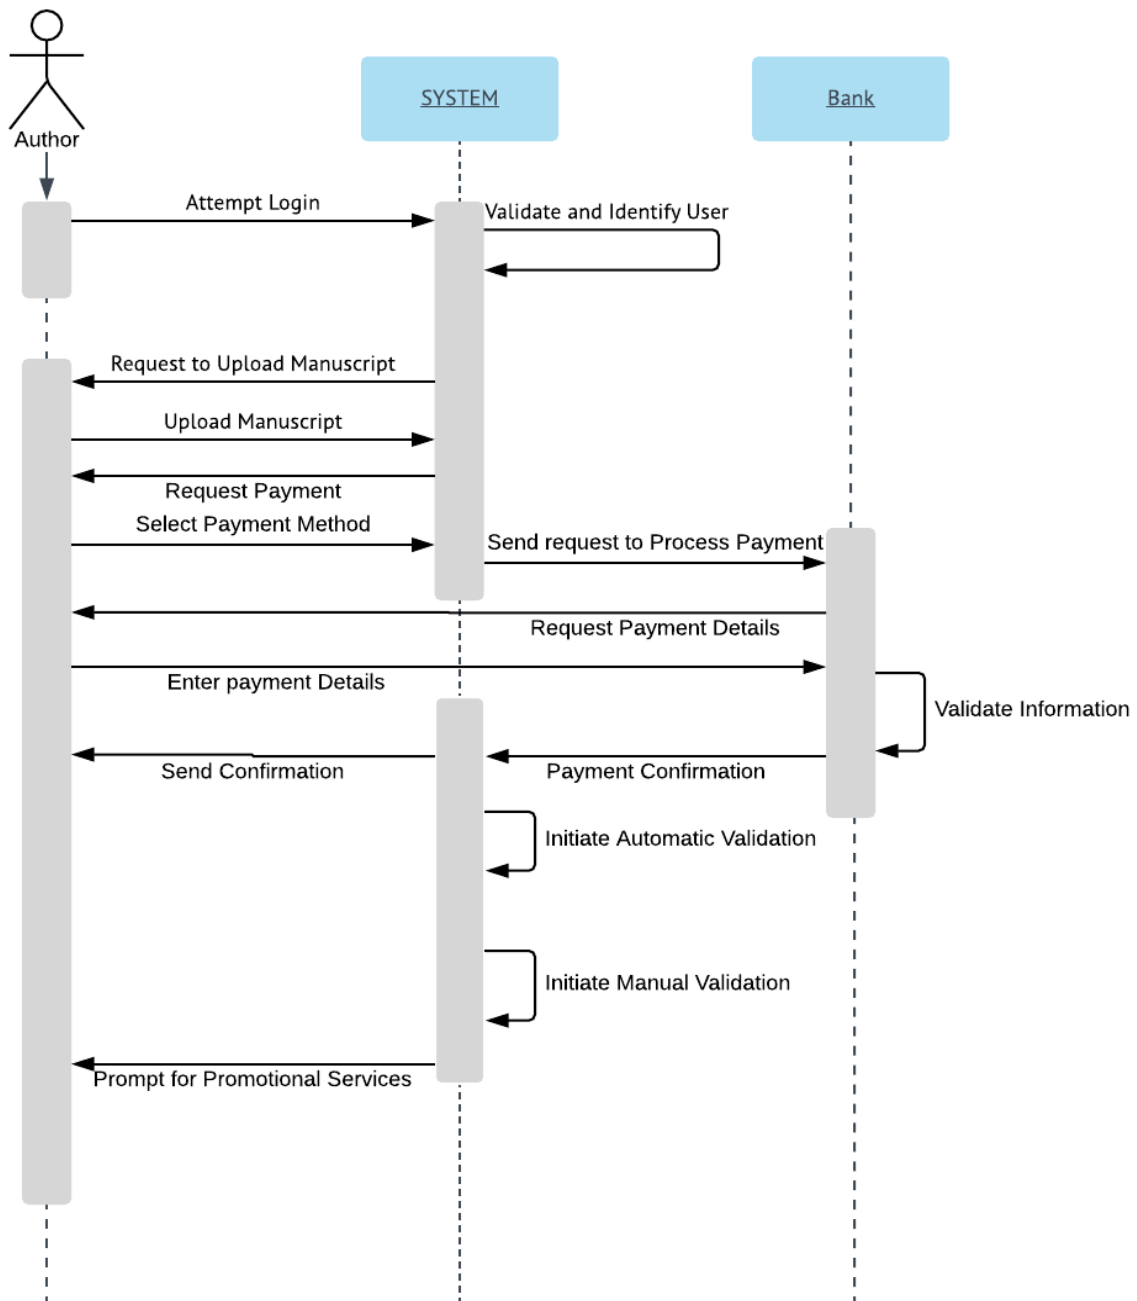 Author
SYSTEM
Bank
Attempt Login
Validate and Identify User
Request to Upload Manuscript
Upload Manuscript
Request Payment
Select Payment Method
Send request to Process Payment
Request Payment Details
Enter payment Details
Validate Information
Send Confirmation
Payment Confirmation
Initiate Automatic Validation
Initiate Manual Validation
Prompt for Promotional Services